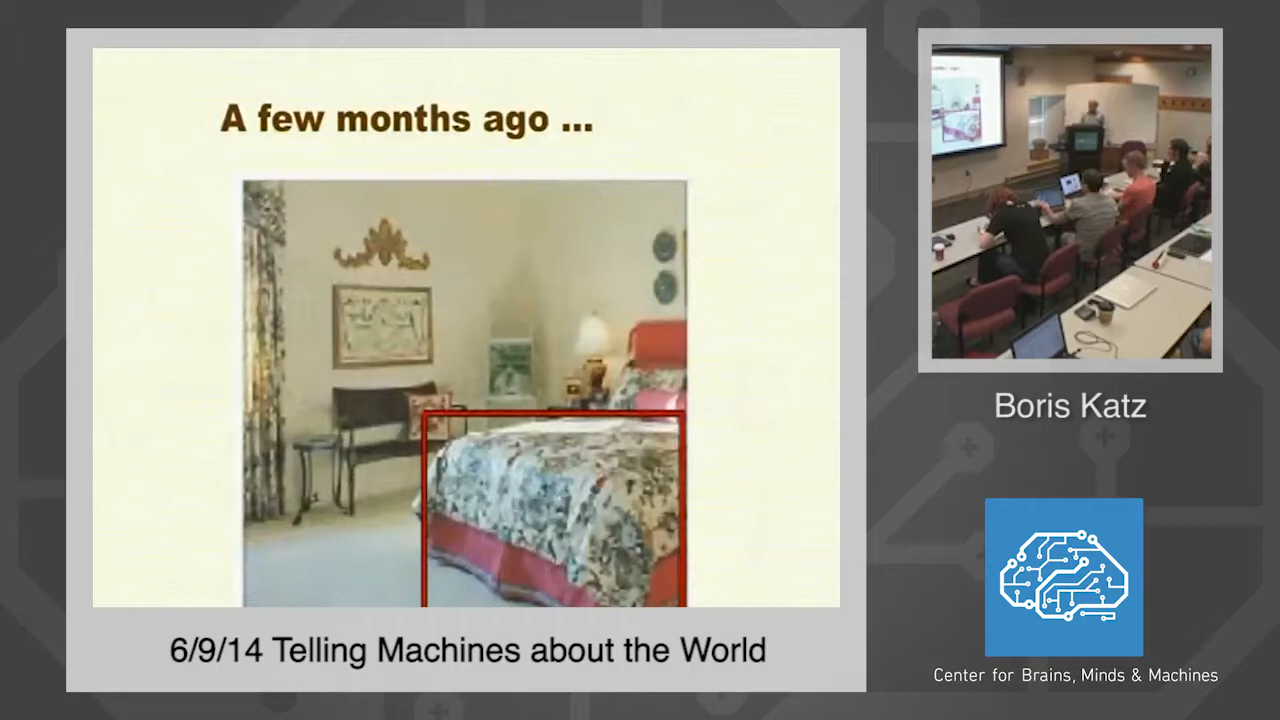 A few months ago ...
6/9/14 Telling Machines about the World
Boris Katz
Center for Brains, Minds & Machines